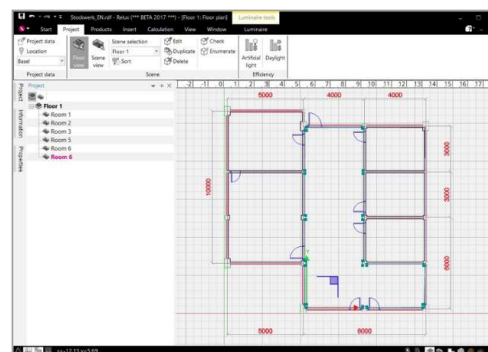 Stockwerk_EN.rdf - Relux (*** BETA 2017 ***) - [Floor 1: Floor plan]
Luminaire tools
Start Project Products Insert Calculation View Window Luminaire
Project data
Location
Basel
Floor view
Scene view
Scene selection
Floor 1
Sort
Edit
Duplicate
Delete
Check
Enumerate
Artificial light
Daylight
Project data Scene Efficiency
Project
Floor 1
Room 1
Room 2
Room 3
Room 5
Room 6
Room 6
Project
Information
Properties
-2 -1 0 1 2 3 4 5 6 7 8 9 10 11 12 13 14
5000 4000 4000
3000
10000
3000
6000
5000 6000